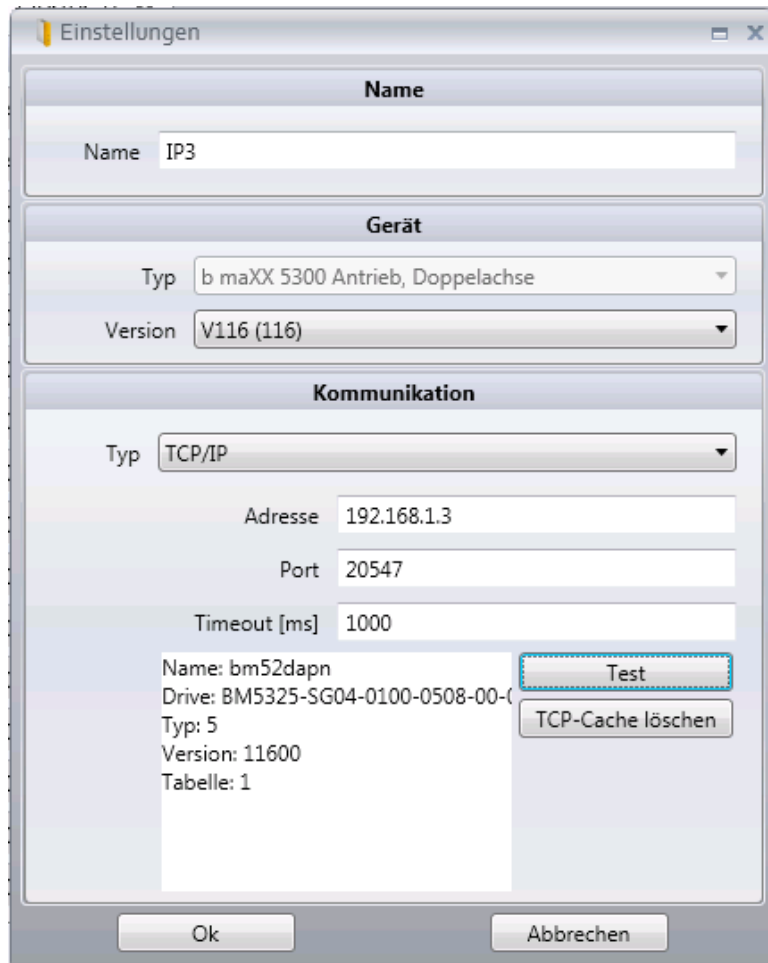 Einstellungen
Name
Name IP3
Gerät
Typ b maXX 5300 Antrieb, Doppelachse
Version V116 (116)
Kommunikation
Typ TCP/IP
Adresse 192.168.1.3
Port 20547
Timeout [ms] 1000
Name: bm52dapn
Drive: BM5325-SG04-0100-0508-00-
Typ: 5
Version: 11600
Tabelle: 1
Test
TCP-Cache löschen
Ok Abbrechen